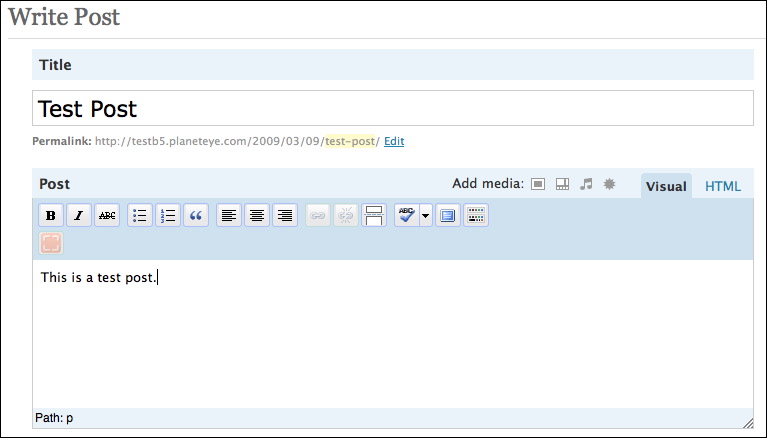 Write Post
Title
Test Post
Permalink: http://testb5.planeteye.com/2009/03/09/test-post/ Edit
Post Add media: Visual HTML
B I ABC ABC
This is a test post.
Path: p